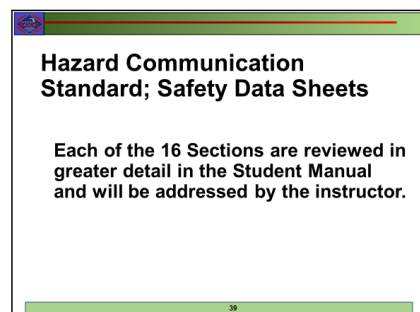 Hazard Communication
Standard; Safety Data Sheets
Each of the 16 Sections are reviewed in
greater detail in the Student Manual
and will be addressed by the instructor.
39